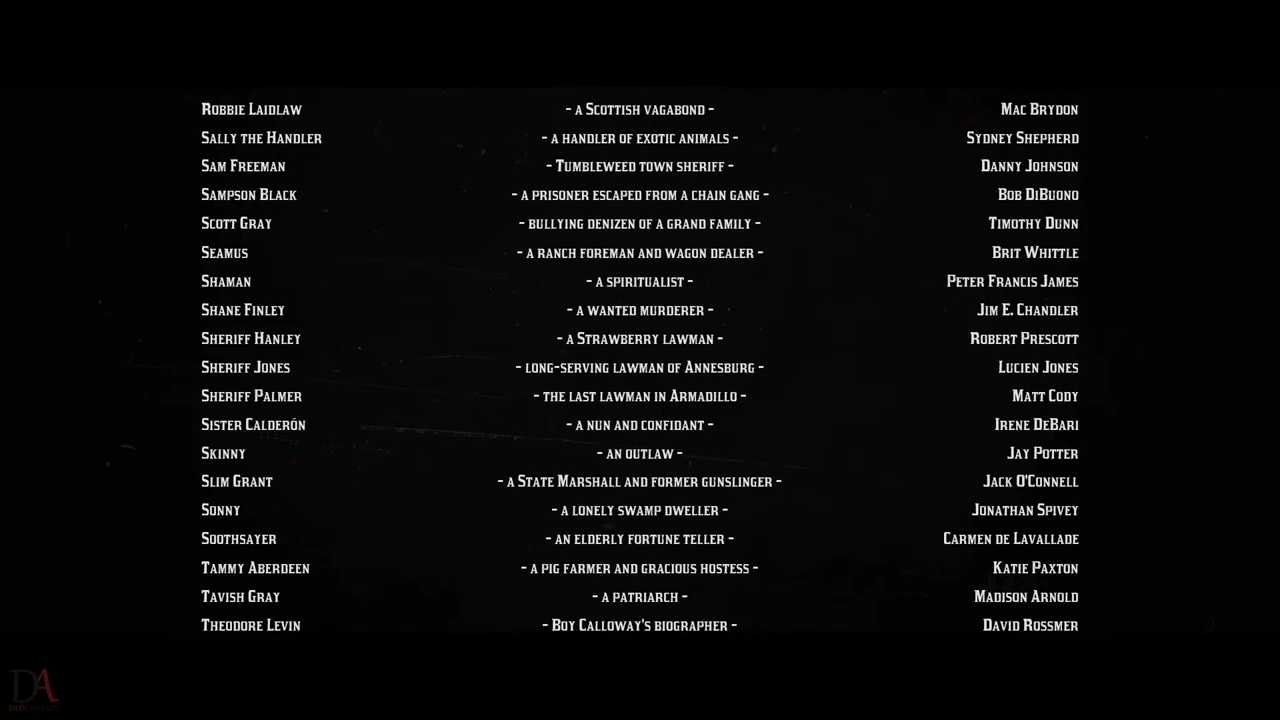 Robbie Laidlaw - a Scottish vagabond - Mac Brydon
Sally the Handler - a handler of exotic animals - Sydney Shepherd
Sam Freeman - Tumbleweed town sheriff - Danny Johnson
Sampson Black - a prisoner escaped from a chain gang - Bob DiBuono
Scott Gray - bullying denizen of a grand family - Timothy Dunn
Seamus - a ranch foreman and wagon dealer - Brit Whittle
Shaman - a spiritualist - Peter Francis James
Shane Finley - a wanted murderer - Jim E. Chandler
Sheriff Hanley - a Strawberry lawman - Robert Prescott
Sheriff Jones - long-serving lawman of Annesburg - Lucien Jones
Sheriff Palmer - the last lawman in Armadillo - Matt Cody
Sister Calderón - a nun and confidant - Irene DeBari
Skinny - an outlaw - Jay Potter
Slim Grant - a State Marshall and former gunslinger - Jack O'Connell
Sonny - a lonely swamp dweller - Jonathan Spivey
Soothsayer - an elderly fortune teller - Carmen de Lavallade
Tammy Aberdeen - a pig farmer and gracious hostess - Katie Paxton
Tavish Gray - a patriarch - Madison Arnold
Theodore Levin - Boy Calloway's biographer - David Rossmer
DA